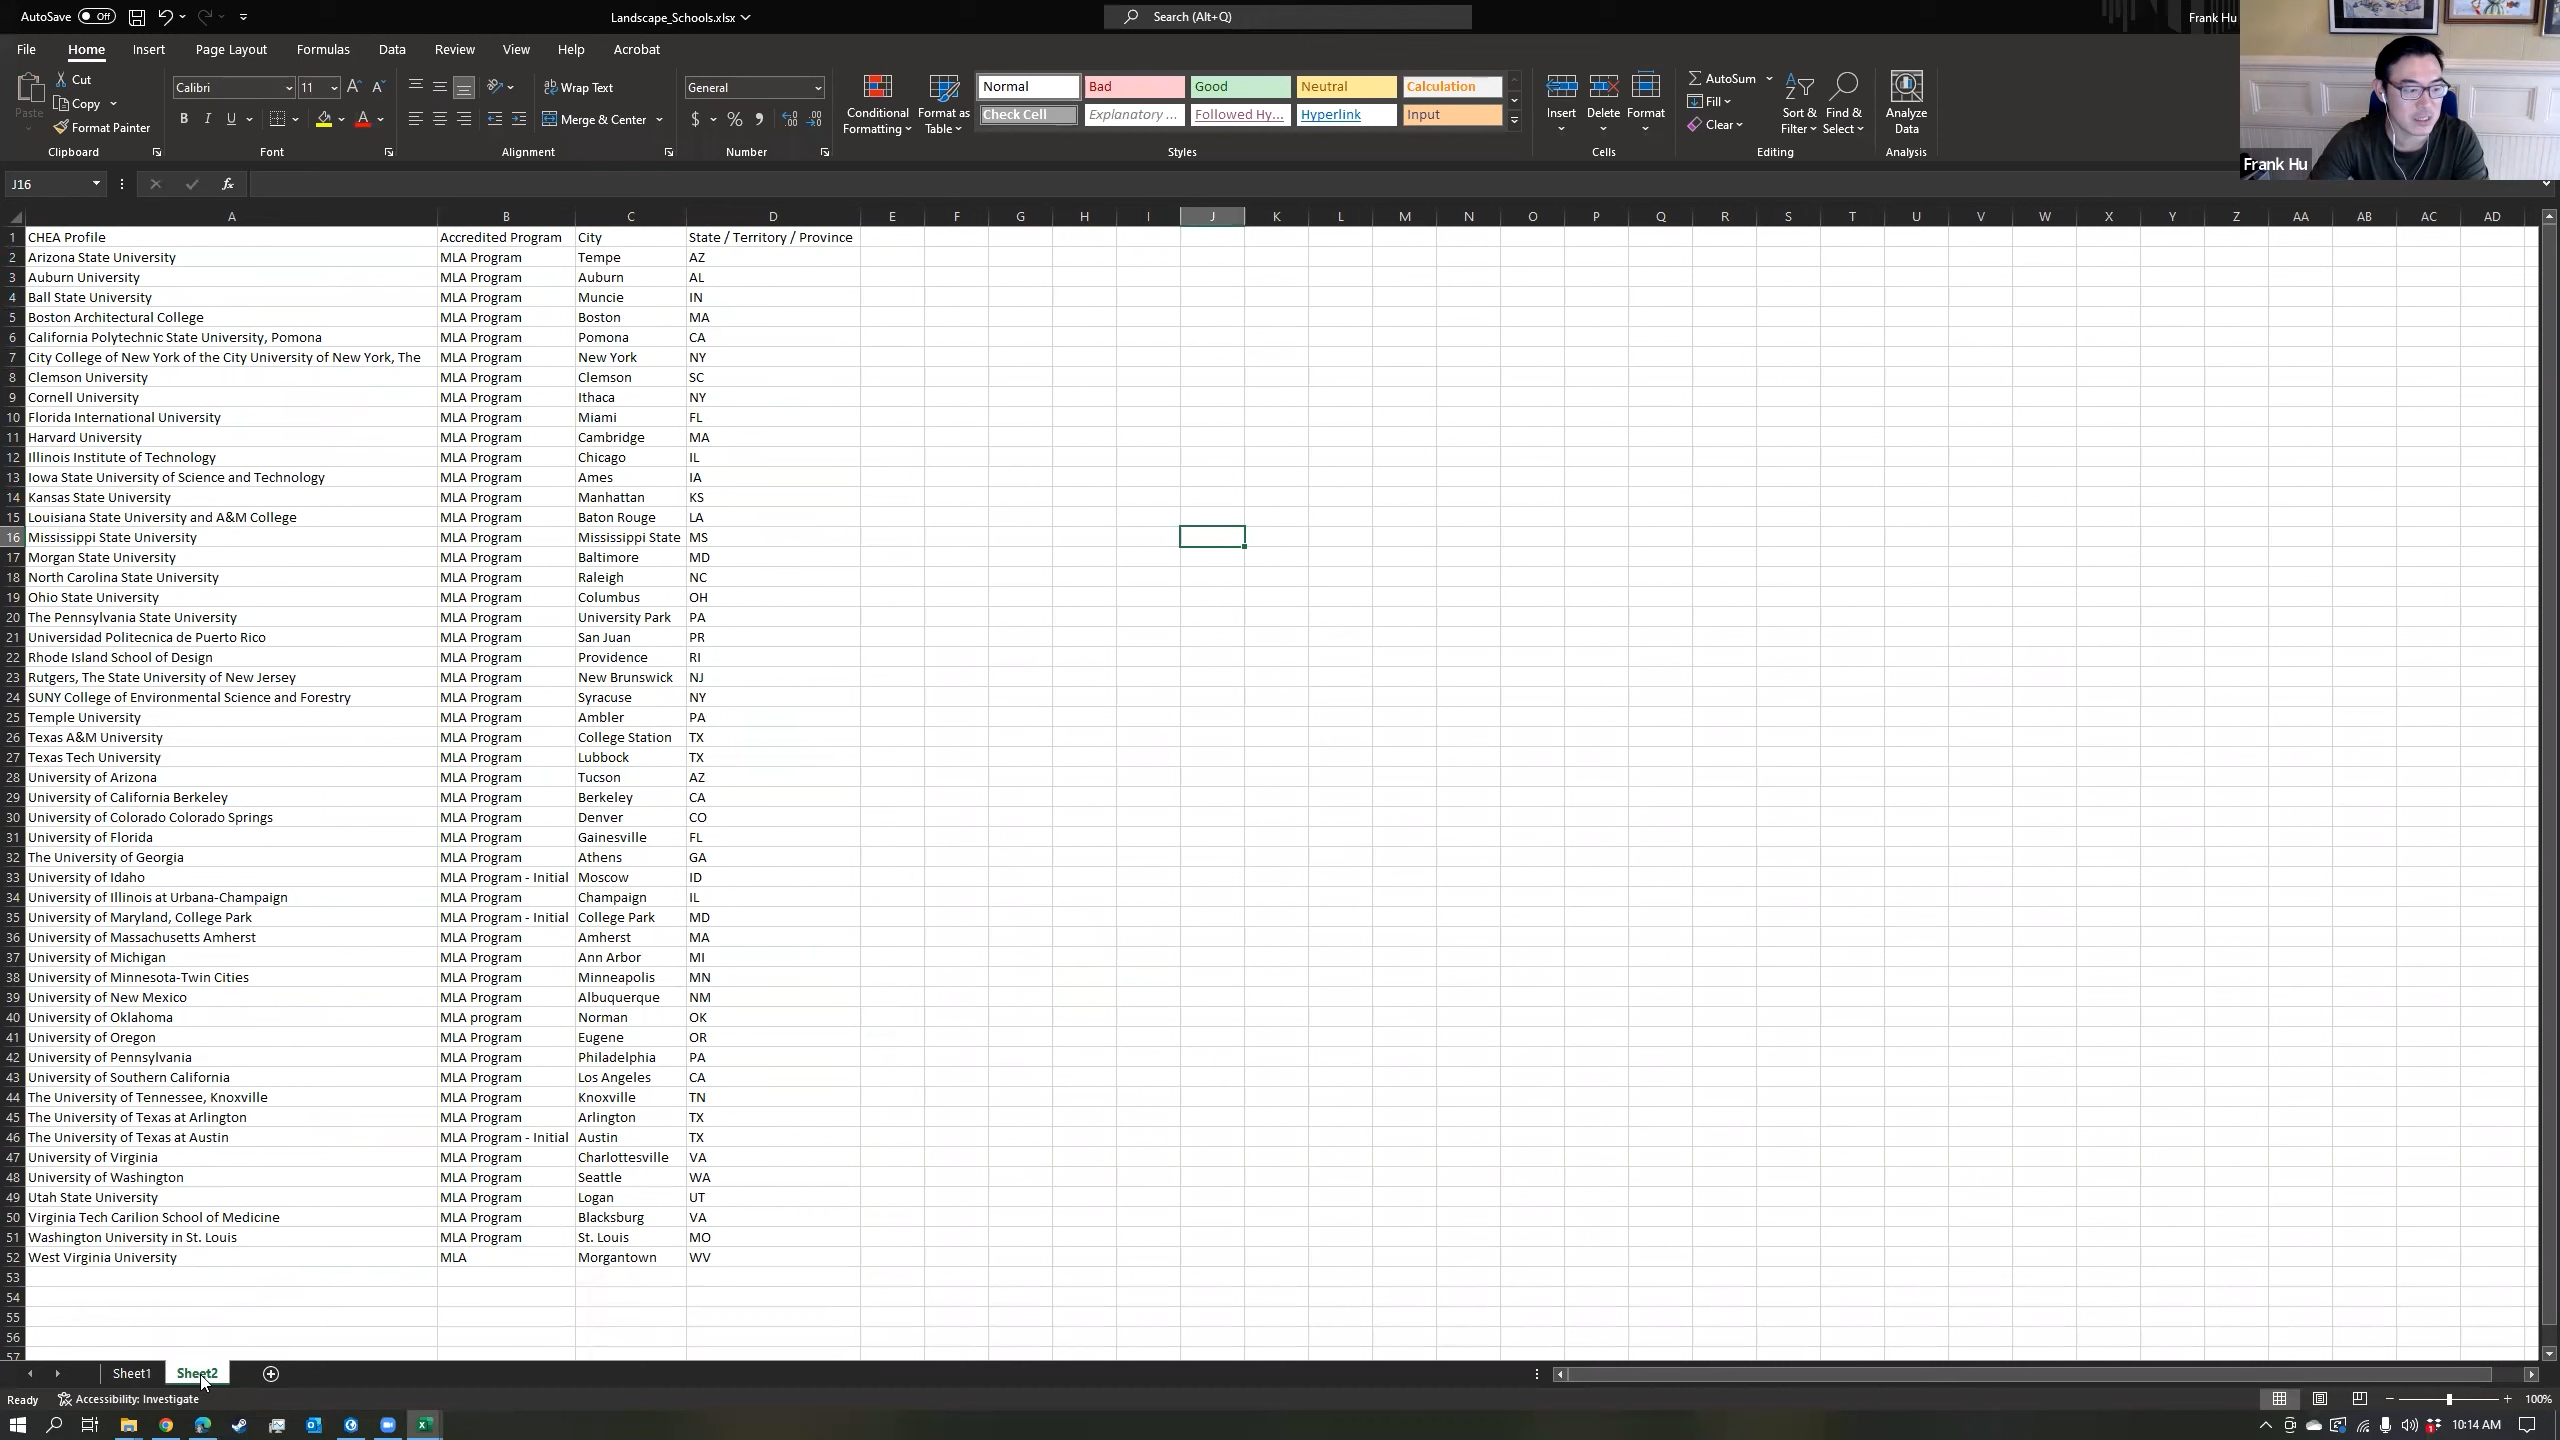 AutoSave Off Landscape_Schools.xlsx Search (Alt+Q) Frank Hu
File Home Insert Page Layout Formulas Data Review View Help Acrobat
Paste Cut Copy Format Painter Clipboard
Calibri 11 B I U Font
Wrap Text Merge & Center Alignment
General $ % Number
Conditional Formatting Format as Table
Normal Bad Good Neutral Calculation
Check Cell Explanatory ... Followed Hy... Hyperlink Input
Styles
Insert Delete Format Cells
AutoSum Fill Clear Sort & Filter Find & Select Editing
Analyze Data Analysis
Frank Hu
J16 fx
A B C D E F G H I J K L M N O P Q R S T U V W X Y Z AA AB AC AD
1 CHEA Profile Accredited Program City State / Territory / Province
2 Arizona State University MLA Program Tempe AZ
3 Auburn University MLA Program Auburn AL
4 Ball State University MLA Program Muncie IN
5 Boston Architectural College MLA Program Boston MA
6 California Polytechnic State University, Pomona MLA Program Pomona CA
7 City College of New York of the City University of New York, The MLA Program New York NY
8 Clemson University MLA Program Clemson SC
9 Cornell University MLA Program Ithaca NY
10 Florida International University MLA Program Miami FL
11 Harvard University MLA Program Cambridge MA
12 Illinois Institute of Technology MLA Program Chicago IL
13 Iowa State University of Science and Technology MLA Program Ames IA
14 Kansas State University MLA Program Manhattan KS
15 Louisiana State University and A&M College MLA Program Baton Rouge LA
16 Mississippi State University MLA Program Mississippi State MS
17 Morgan State University MLA Program Baltimore MD
18 North Carolina State University MLA Program Raleigh NC
19 Ohio State University MLA Program Columbus OH
20 The Pennsylvania State University MLA Program University Park PA
21 Universidad Politecnica de Puerto Rico MLA Program San Juan PR
22 Rhode Island School of Design MLA Program Providence RI
23 Rutgers, The State University of New Jersey MLA Program New Brunswick NJ
24 SUNY College of Environmental Science and Forestry MLA Program Syracuse NY
25 Temple University MLA Program Ambler PA
26 Texas A&M University MLA Program College Station TX
27 Texas Tech University MLA Program Lubbock TX
28 University of Arizona MLA Program Tucson AZ
29 University of California Berkeley MLA Program Berkeley CA
30 University of Colorado Colorado Springs MLA Program Denver CO
31 University of Florida MLA Program Gainesville FL
32 The University of Georgia MLA Program Athens GA
33 University of Idaho MLA Program - Initial Moscow ID
34 University of Illinois at Urbana-Champaign MLA Program Champaign IL
35 University of Maryland, College Park MLA Program - Initial College Park MD
36 University of Massachusetts Amherst MLA Program Amherst MA
37 University of Michigan MLA Program Ann Arbor MI
38 University of Minnesota-Twin Cities MLA Program Minneapolis MN
39 University of New Mexico MLA Program Albuquerque NM
40 University of Oklahoma MLA program Norman OK
41 University of Oregon MLA Program Eugene OR
42 University of Pennsylvania MLA Program Philadelphia PA
43 University of Southern California MLA Program Los Angeles CA
44 The University of Tennessee, Knoxville MLA Program Knoxville TN
45 The University of Texas at Arlington MLA Program Arlington TX
46 The University of Texas at Austin MLA Program - Initial Austin TX
47 University of Virginia MLA Program Charlottesville VA
48 University of Washington MLA Program Seattle WA
49 Utah State University MLA Program Logan UT
50 Virginia Tech Carilion School of Medicine MLA Program Blacksburg VA
51 Washington University in St. Louis MLA Program St. Louis MO
52 West Virginia University MLA Morgantown WV
53
54
55
56
57
Sheet1 Sheet2
Ready Accessibility: Investigate 100%
10:14 AM